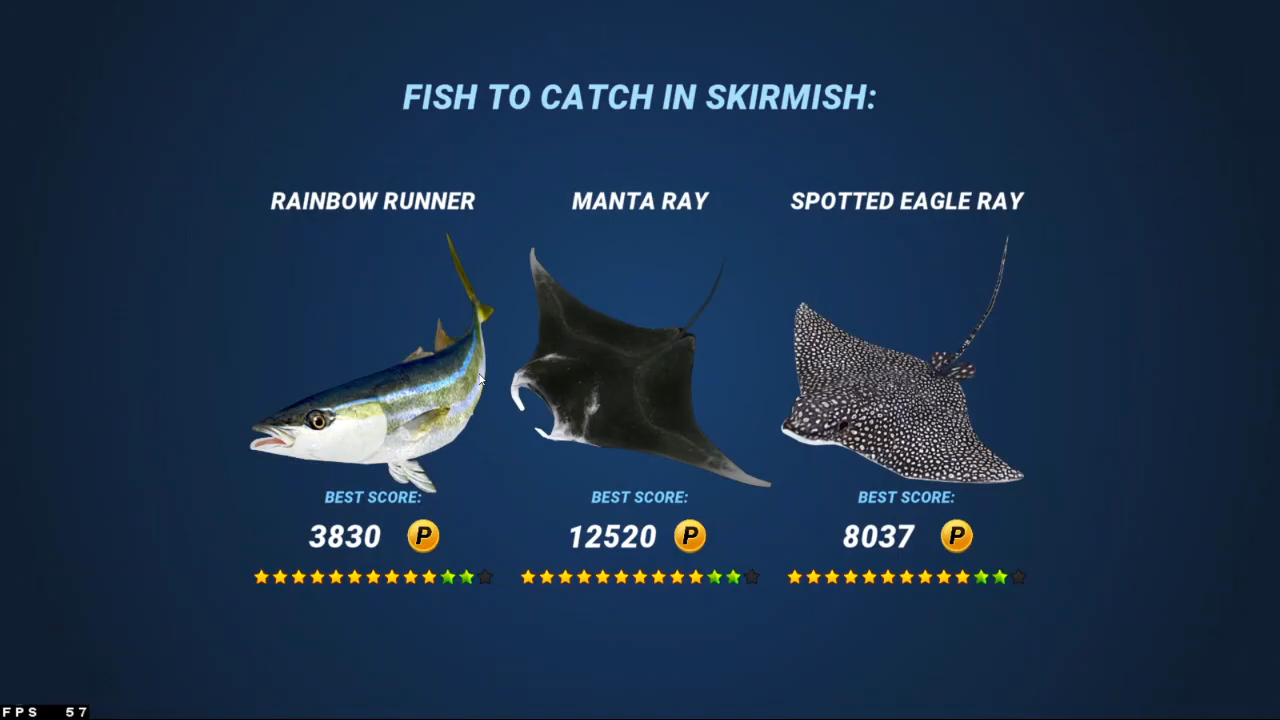 FISH TO CATCH IN SKIRMISH:
RAINBOW RUNNER
MANTA RAY
SPOTTED EAGLE RAY
BEST SCORE:
BEST SCORE:
BEST SCORE:
3830 P
12520 P
8037 P
FPS 57